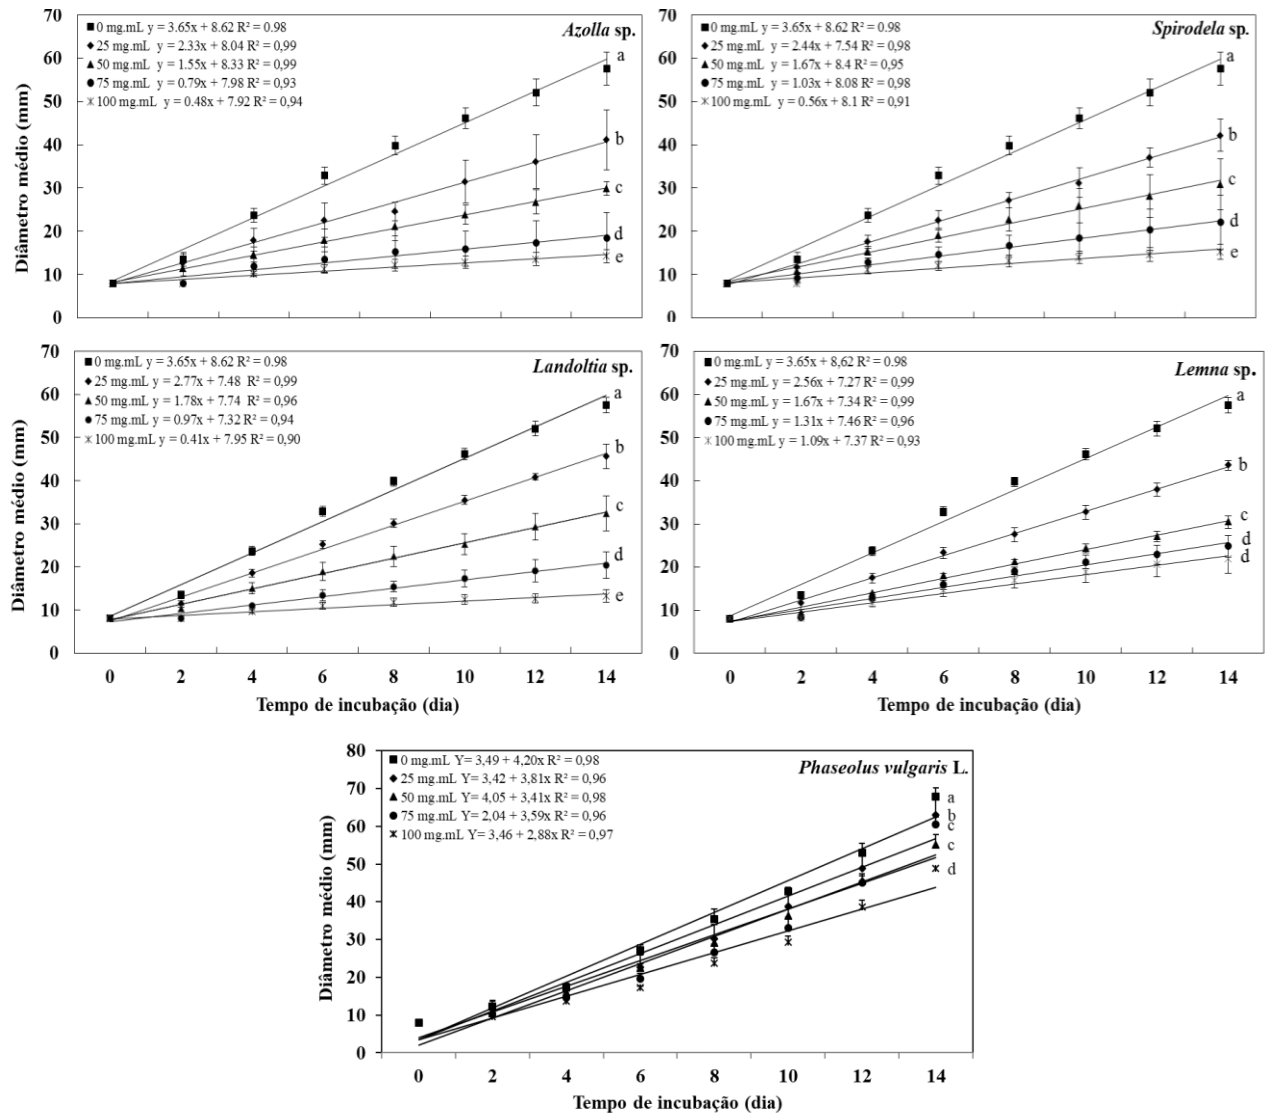 Diâmetro médio (mm)
70
60
50
40
30
20
10
0
0 mg.mL y = 3.65x + 8.62 R² = 0.98
25 mg.mL y = 2.33x + 8.04 R² = 0,99
50 mg.mL y = 1.55x + 8.33 R² = 0,99
75 mg.mL y = 0.79x + 7.98 R² = 0,93
100 mg.mL y = 0.48x + 7.92 R² = 0,94
Azolla sp.
a
b
c
d
e
70
60
50
40
30
20
10
0
0 mg.mL y = 3.65x + 8.62 R² = 0.98
25 mg.mL y = 2.44x + 7.54 R² = 0,98
50 mg.mL y = 1.67x + 8.4 R² = 0,95
75 mg.mL y = 1.03x + 8.08 R² = 0,98
100 mg.mL y = 0.56x + 8.1 R² = 0,91
Spirodela sp.
a
b
c
d
e
Diâmetro médio (mm)
70
60
50
40
30
20
10
0
0 mg.mL y = 3.65x + 8.62 R² = 0.98
25 mg.mL y = 2.77x + 7.48 R² = 0,99
50 mg.mL y = 1.78x + 7.74 R² = 0,96
75 mg.mL y = 0.97x + 7.32 R² = 0,94
100 mg.mL y = 0.41x + 7.95 R² = 0,90
Landoltia sp.
a
b
c
d
e
0 2 4 6 8 10 12 14
Tempo de incubação (dia)
70
60
50
40
30
20
10
0
0 mg.mL y = 3.65x + 8,62 R² = 0.98
25 mg.mL y = 2.56x + 7.27 R² = 0,99
50 mg.mL y = 1.67x + 7.34 R² = 0,99
75 mg.mL y = 1.31x + 7.46 R² = 0,96
100 mg.mL y = 1.09x + 7.37 R² = 0,93
Lemna sp.
a
b
c
d
d
0 2 4 6 8 10 12 14
Tempo de incubação (dia)
Diâmetro médio (mm)
80
70
60
50
40
30
20
10
0
0 mg.mL Y= 3,49 + 4,20x R² = 0,98
25 mg.mL Y= 3,42 + 3,81x R² = 0,96
50 mg.mL Y= 4,05 + 3,41x R² = 0,98
75 mg.mL Y= 2,04 + 3,59x R² = 0,96
100 mg.mL Y= 3,46 + 2,88x R² = 0,97
Phaseolus vulgaris L.
a
b
c
c
d
0 2 4 6 8 10 12 14
Tempo de incubação (dia)